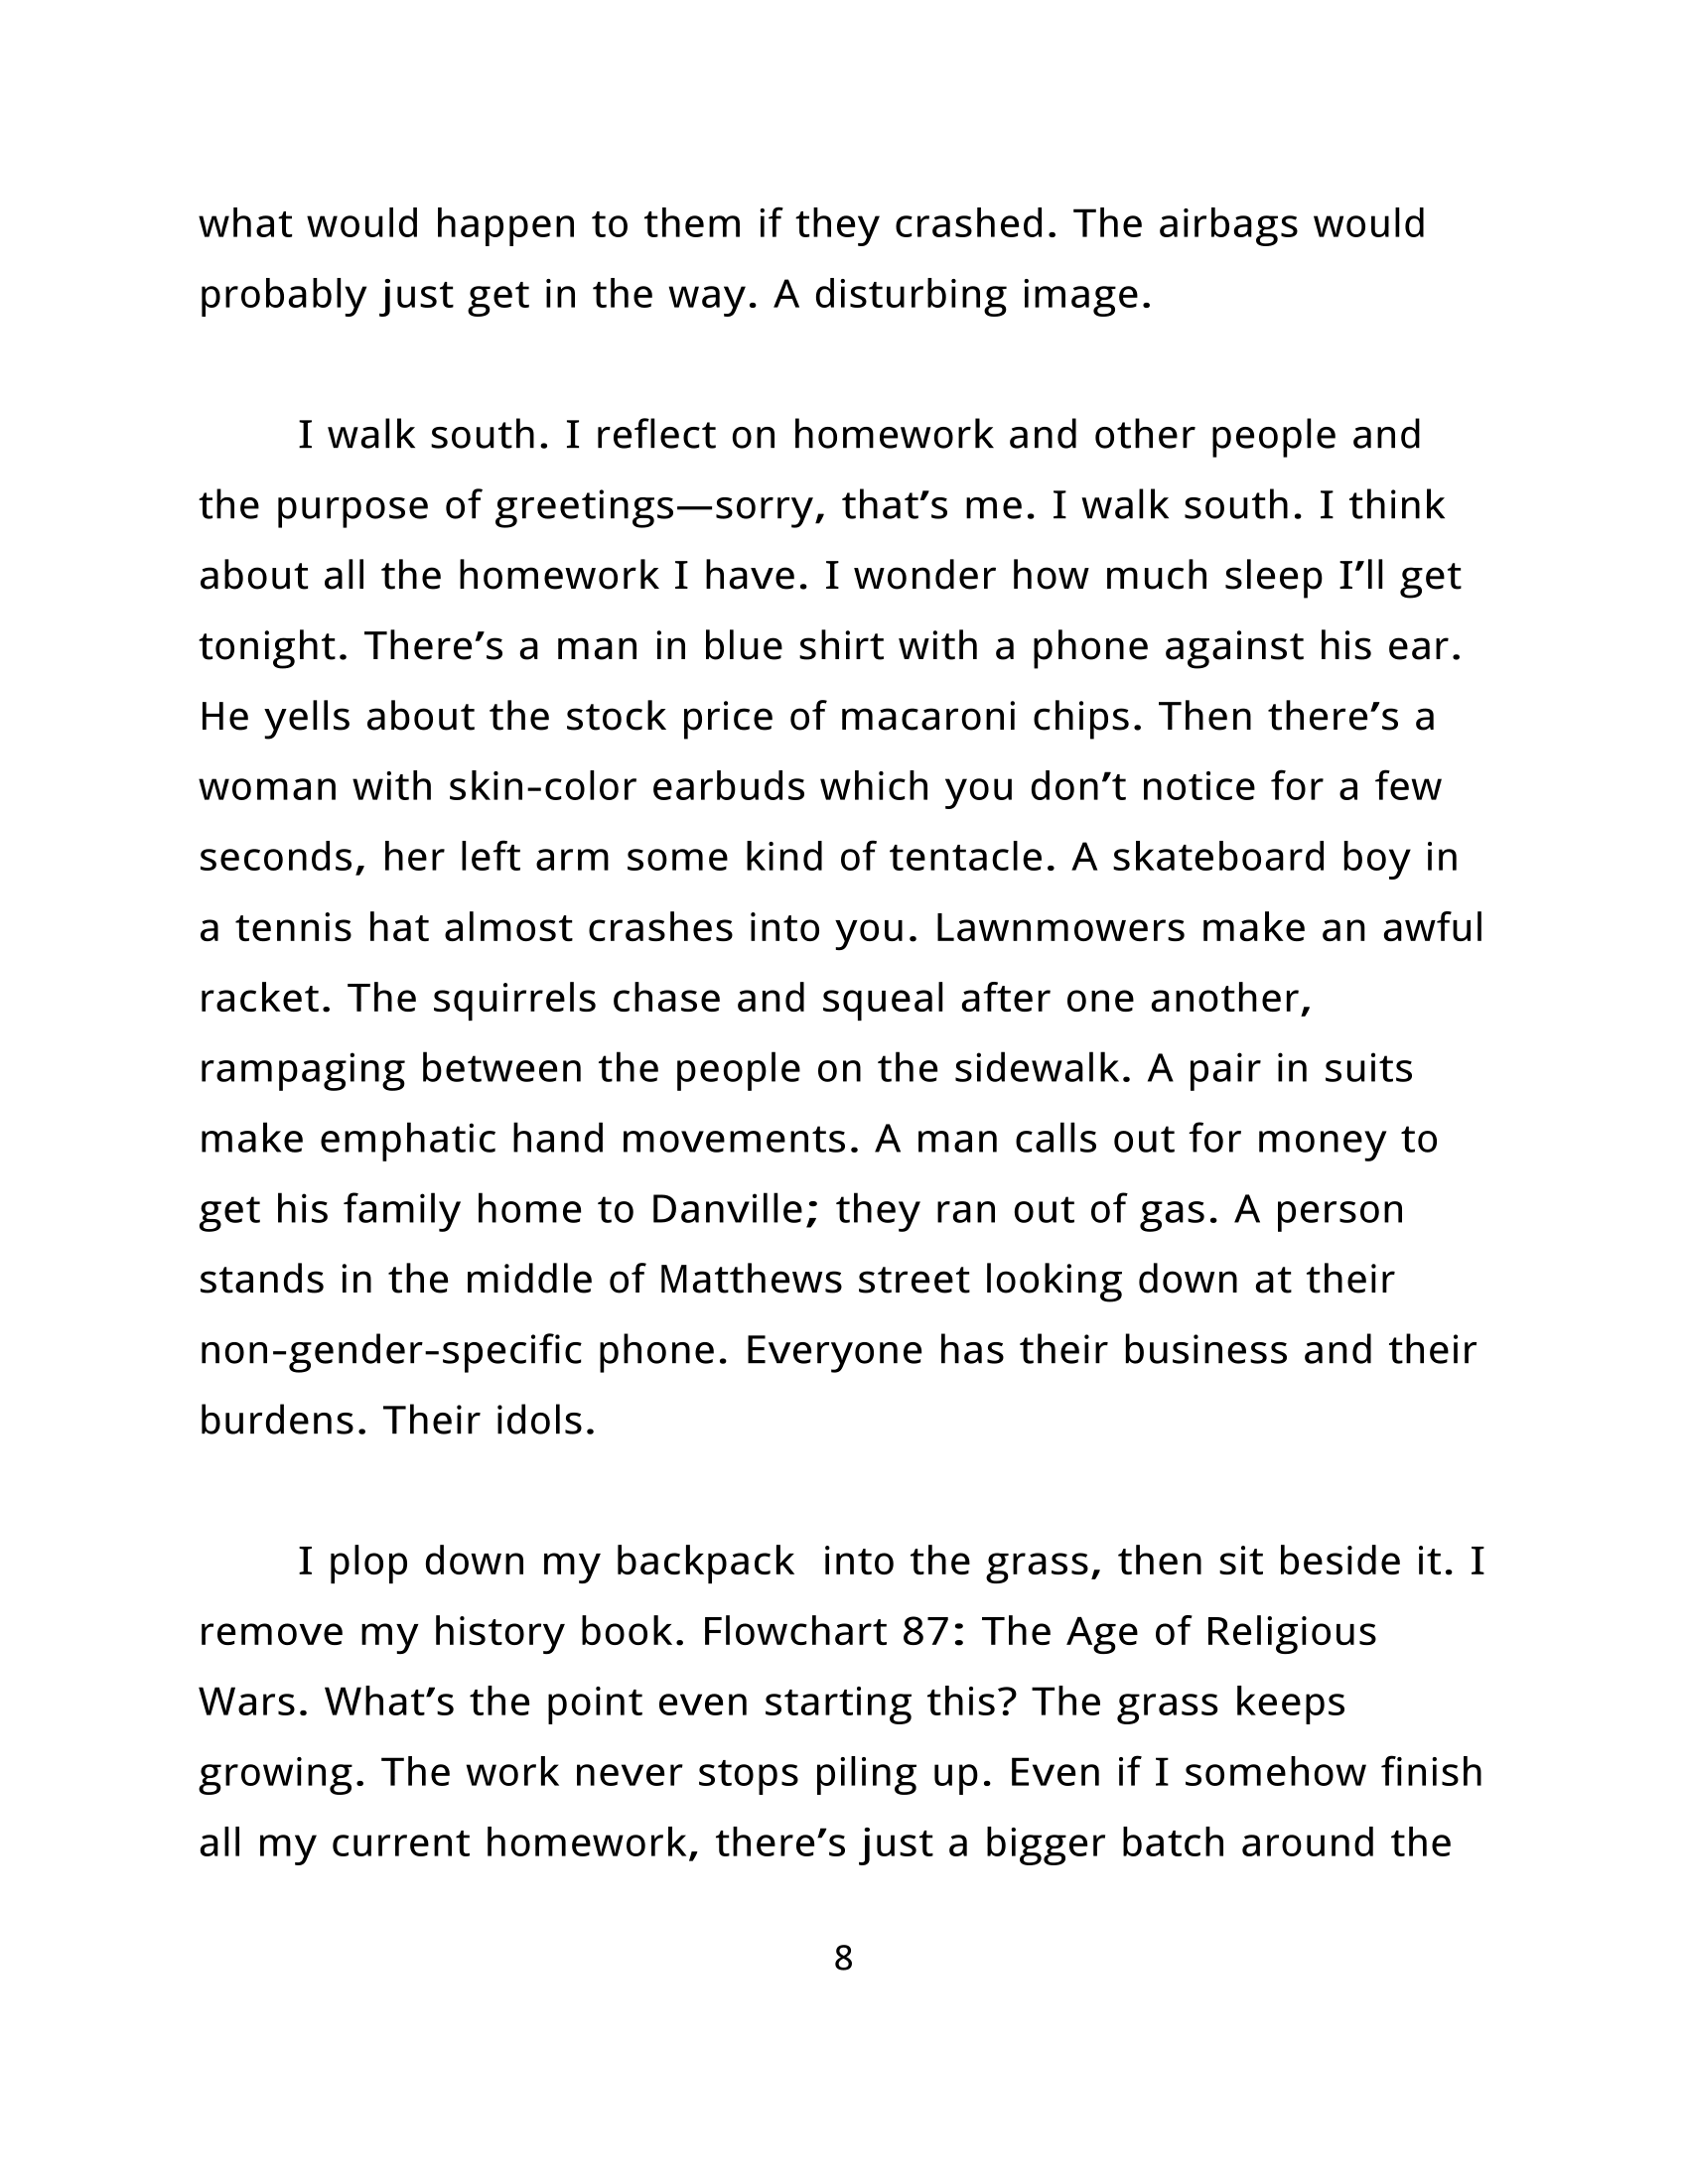 what would happen to them if they crashed. The airbags would
probably just get in the way. A disturbing image.
I walk south. I reflect on homework and other people and
the purpose of greetings—sorry, that’s me. I walk south. I think
about all the homework I have. I wonder how much sleep I’ll get
tonight. There’s a man in blue shirt with a phone against his ear.
He yells about the stock price of macaroni chips. Then there’s a
woman with skin-color earbuds which you don’t notice for a few
seconds, her left arm some kind of tentacle. A skateboard boy in
a tennis hat almost crashes into you. Lawnmowers make an awful
racket. The squirrels chase and squeal after one another,
rampaging between the people on the sidewalk. A pair in suits
make emphatic hand movements. A man calls out for money to
get his family home to Danville; they ran out of gas. A person
stands in the middle of Matthews street looking down at their
non-gender-specific phone. Everyone has their business and their
burdens. Their idols.
I plop down my backpack  into the grass, then sit beside it. I
remove my history book. Flowchart 87: The Age of Religious
Wars. What’s the point even starting this? The grass keeps
growing. The work never stops piling up. Even if I somehow finish
all my current homework, there’s just a bigger batch around the
8